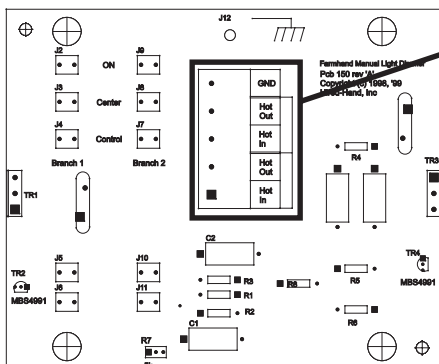 J12
J2 ON J9
J3 Center J8
J4 Control J7
Branch 1 Branch 2
GND
Hot
Out
Hot
In
Hot
Out
Hot
In
Farmhand Manual Light
Pcb 150 rev 'A'
Copyright (c) 1998, '99
Inc
R4
TR1
TR3
C2
J5 J10
TR2
MBS4991
J6 J11
R3
R1
R2
R8
R5
R6
TR4
MBS4991
C1
R7